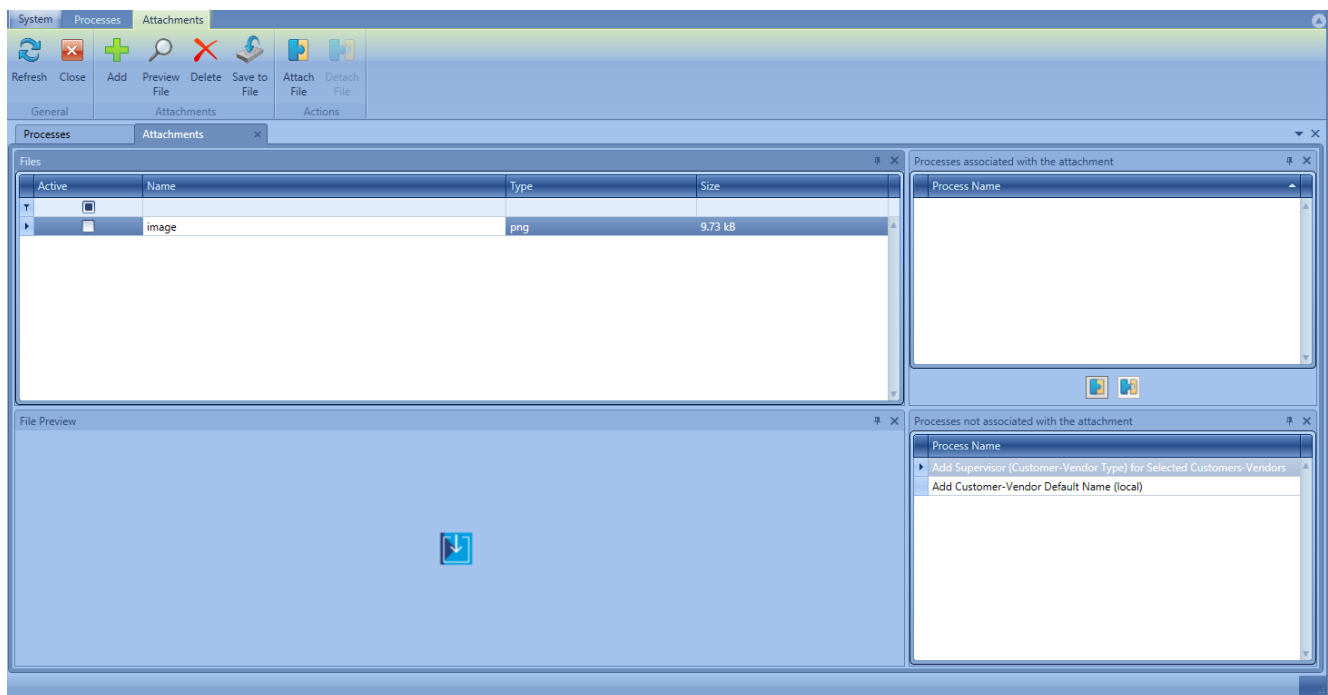 System Processes Attachments
Refresh Close Add Preview File Delete Save to File Attach File Detach File
General Attachments Actions
Processes Attachments
Files
Active Name Type Size
image png 9.73 kB
File Preview
Processes associated with the attachment
Process Name
Processes not associated with the attachment
Process Name
Add Supervisor (Customer-Vendor Type) for Selected Customers-Vendors
Add Customer-Vendor Default Name (local)